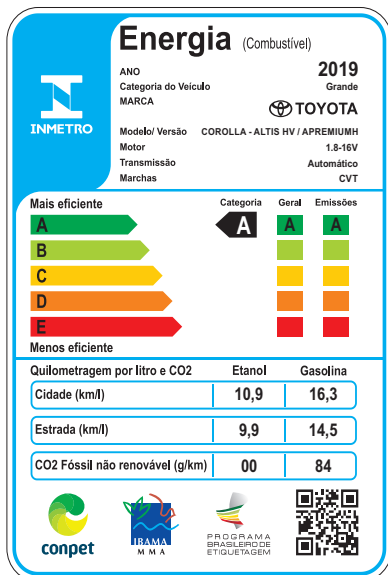 Energia (Combustível)
ANO 2019
Categoria do Veículo Grande
MARCA TOYOTA
INMETRO
Modelo/ Versão COROLLA - ALTIS HV / APREMIUMH
Motor 1.8-16V
Transmissão Automático
Marchas CVT
Mais eficiente Categoria Geral Emissões
A A A A
B
C
D
E
Menos eficiente
Quilometragem por litro e CO2 Etanol Gasolina
Cidade (km/l) 10,9 16,3
Estrada (km/l) 9,9 14,5
CO2 Fóssil não renovável (g/km) 00 84
conpet
IBAMA
MMA
PROGRAMA
BRASILEIRO DE
ETIQUETAGEM